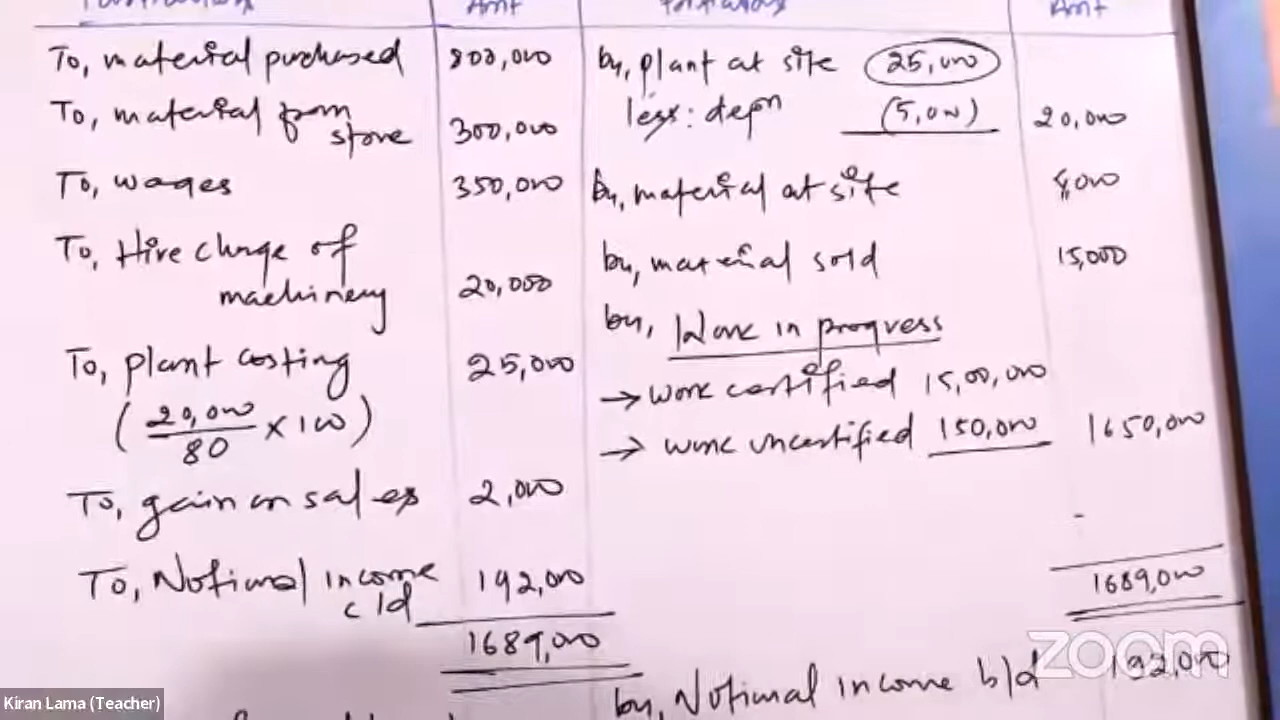 Amt
Amt
To, material purchased 800,000
To, material from store 300,000
To, wages 350,000
To, Hire charge of machinery 20,000
To, plant costing 25,000
( 20,000 / 80 × 100 )
To, gain on sales 2,000
To, Notional income c/d 192,000
1689,000
by, plant at site 25,000
less: depn (5,000) 20,000
by, material at site 4,000
by, material sold 15,000
by, Work in progress
→ work certified 15,00,000
→ work uncertified 150,000 1650,000
1689,000
by, Notional income b/d 192,000
zoom
Kiran Lama (Teacher)